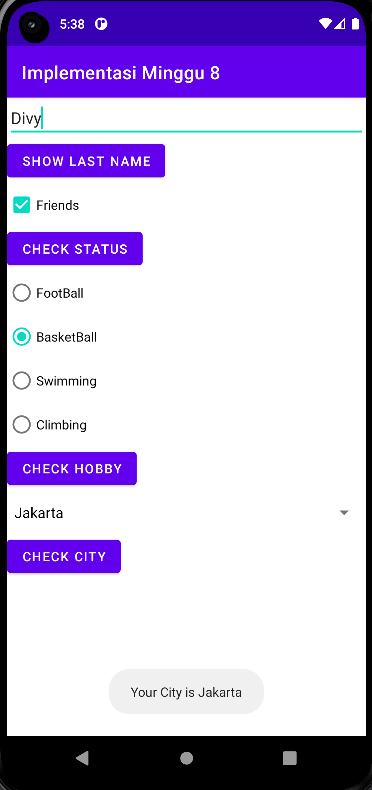 5:38
Implementasi Minggu 8
Divy
SHOW LAST NAME
Friends
CHECK STATUS
FootBall
BasketBall
Swimming
Climbing
CHECK HOBBY
Jakarta
CHECK CITY
Your City is Jakarta